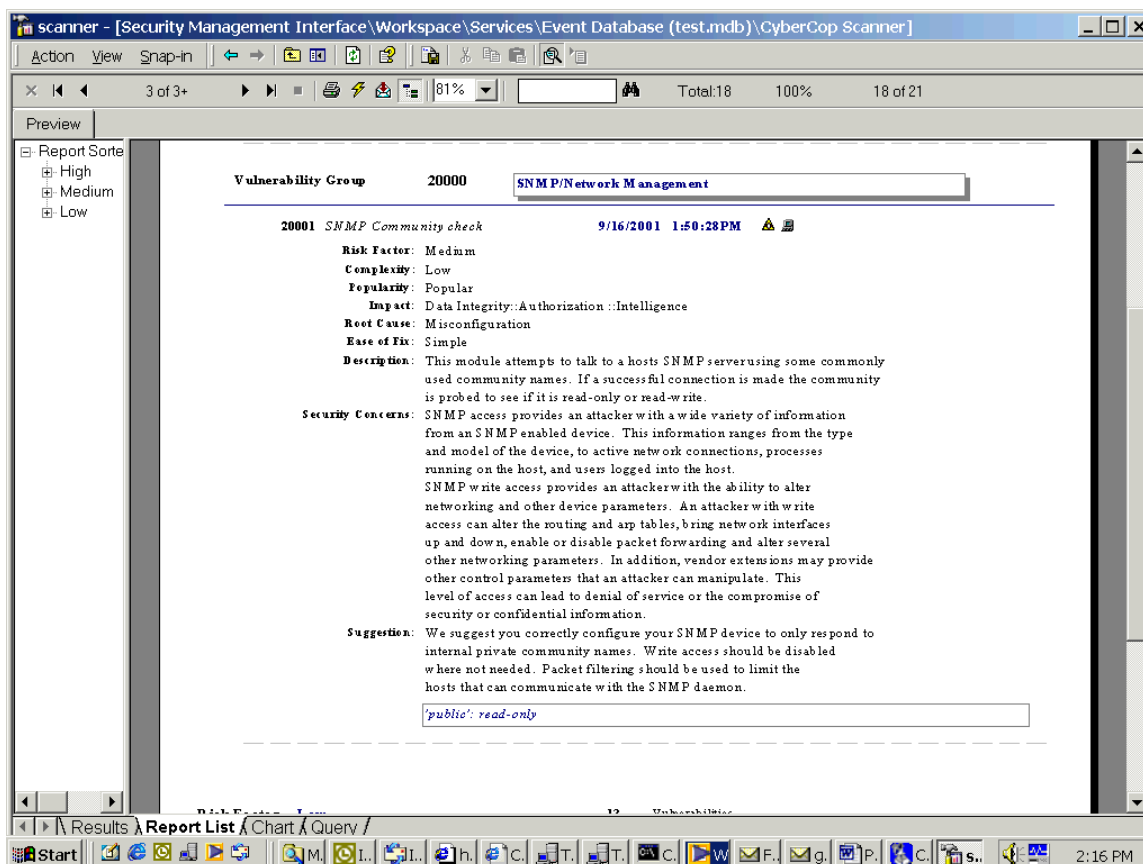 scanner - [Security Management Interface\Workspace\Services\Event Database (test.mdb)\CyberCop Scanner]
Action View Snap-in
3 of 3+ 81% Total:18 100% 18 of 21
Preview
Report Sorte
High
Medium
Low
Vulnerability Group 20000 SNMP/Network Management
20001 SNMP Community check 9/16/2001 1:50:28PM
Risk Factor: Medium
Complexity: Low
Popularity: Popular
Impact: Data Integrity::Authorization ::Intelligence
Root Cause: Misconfiguration
Ease of Fix: Simple
Description: This module attempts to talk to a hosts SNMP server using some commonly
used community names. If a successful connection is made the community
is probed to see if it is read-only or read-write.
Security Concerns: SNMP access provides an attacker with a wide variety of information
from an SNMP enabled device. This information ranges from the type
and model of the device, to active network connections, processes
running on the host, and users logged into the host.
SNMP write access provides an attacker with the ability to alter
networking and other device parameters. An attacker with write
access can alter the routing and arp tables, bring network interfaces
up and down, enable or disable packet forwarding and alter several
other networking parameters. In addition, vendor extensions may provide
other control parameters that an attacker can manipulate. This
level of access can lead to denial of service or the compromise of
security or confidential information.
Suggestion: We suggest you correctly configure your SNMP device to only respond to
internal private community names. Write access should be disabled
where not needed. Packet filtering should be used to limit the
hosts that can communicate with the SNMP daemon.
'public': read-only
Results Report List Chart Query
Start M. I.. I.. h. C. T. T. C. W F.. g. P. C. s.. 2:16 PM